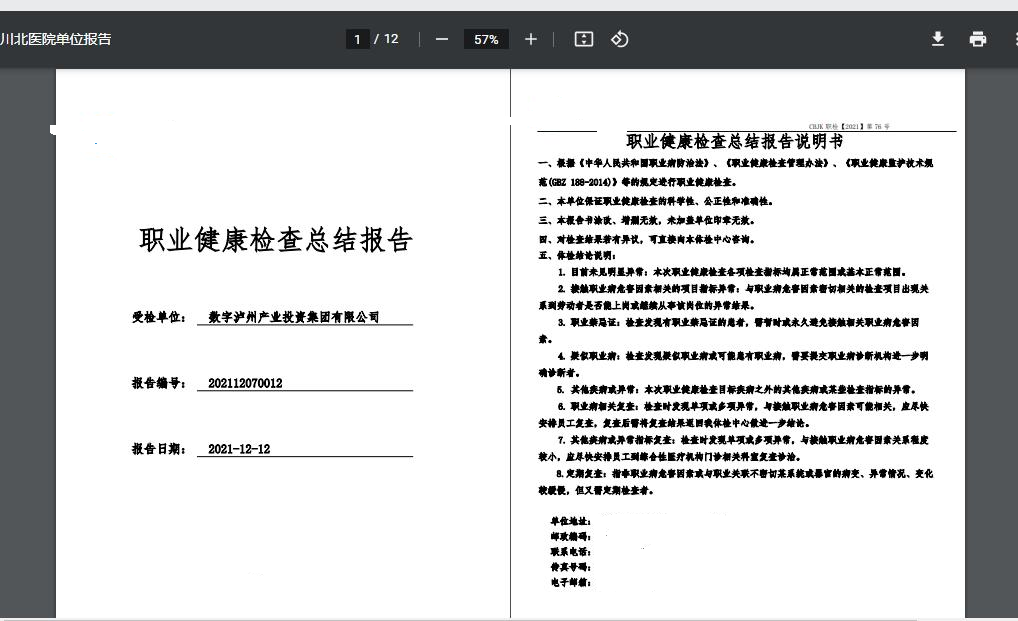 川北医院单位报告
1 / 12
57%
职业健康检查总结报告
受检单位： 数字泸州产业投资集团有限公司
报告编号： 202112070012
报告日期： 2021-12-12
CBJK 职检【2021】第 76 号
职业健康检查总结报告说明书
一、根据《中华人民共和国职业病防治法》、《职业健康检查管理办法》、《职业健康监护技术规
范(GBZ 188-2014)》等的规定进行职业健康检查。
二、本单位保证职业健康检查的科学性、公正性和准确性。
三、本报告书涂改、增删无效，未加盖单位印章无效。
四、对检查结果若有异议，可直接向本体检中心咨询。
五、体检结论说明：
1. 目前未见明显异常：本次职业健康检查各项检查指标均属正常范围或基本正常范围。
2. 接触职业病危害因素相关的项目指标异常：与职业病危害因素密切相关的检查项目出现关
系到劳动者是否能上岗或继续从事该岗位的异常结果。
3. 职业禁忌证：检查发现有职业禁忌证的患者，需暂时或永久避免接触相关职业病危害因
素。
4. 疑似职业病：检查发现疑似职业病或可能患有职业病，需要提交职业病诊断机构进一步明
确诊断者。
5. 其他疾病或异常：本次职业健康检查目标疾病之外的其他疾病或某些检查指标的异常。
6. 职业病相关复查：检查时发现单项或多项异常，与接触职业病危害因素可能相关，应尽快
安排员工复查，复查后需将复查结果返回我体检中心做进一步结论。
7. 其他疾病或异常指标复查：检查时发现单项或多项异常，与接触职业病危害因素关系程度
较小，应尽快安排员工到综合性医疗机构门诊相关科室复查诊治。
8.定期复查：指非职业病危害因素或与职业关联不密切某系统或器官的病变、异常情况、变化
较缓慢，但又需定期检查者。
单位地址：
邮政编码：
联系电话：
传真号码：
电子邮箱：